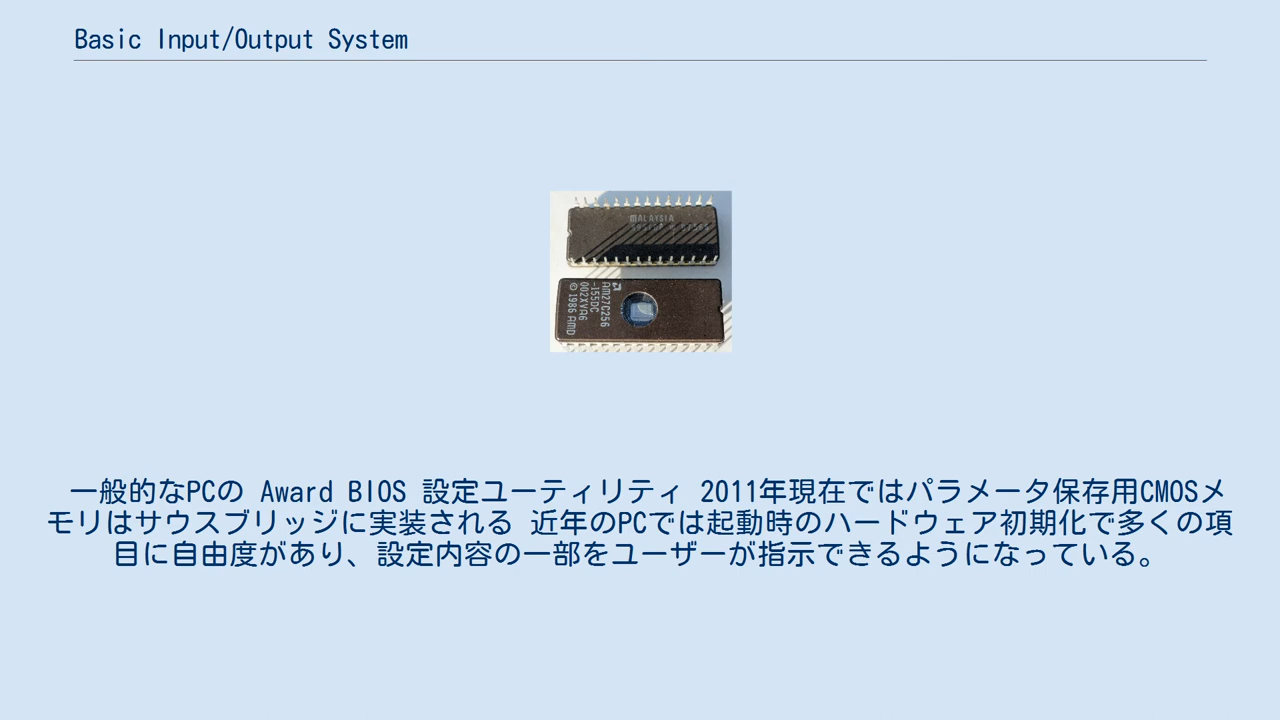 Basic Input/Output System
MALAYSIA
AM27C256
-155DC
002XVA6
© 1986 AMD
一般的なPCの Award BIOS 設定ユーティリティ 2011年現在ではパラメータ保存用CMOSメ
モリはサウスブリッジに実装される 近年のPCでは起動時のハードウェア初期化で多くの項
目に自由度があり、設定内容の一部をユーザーが指示できるようになっている。